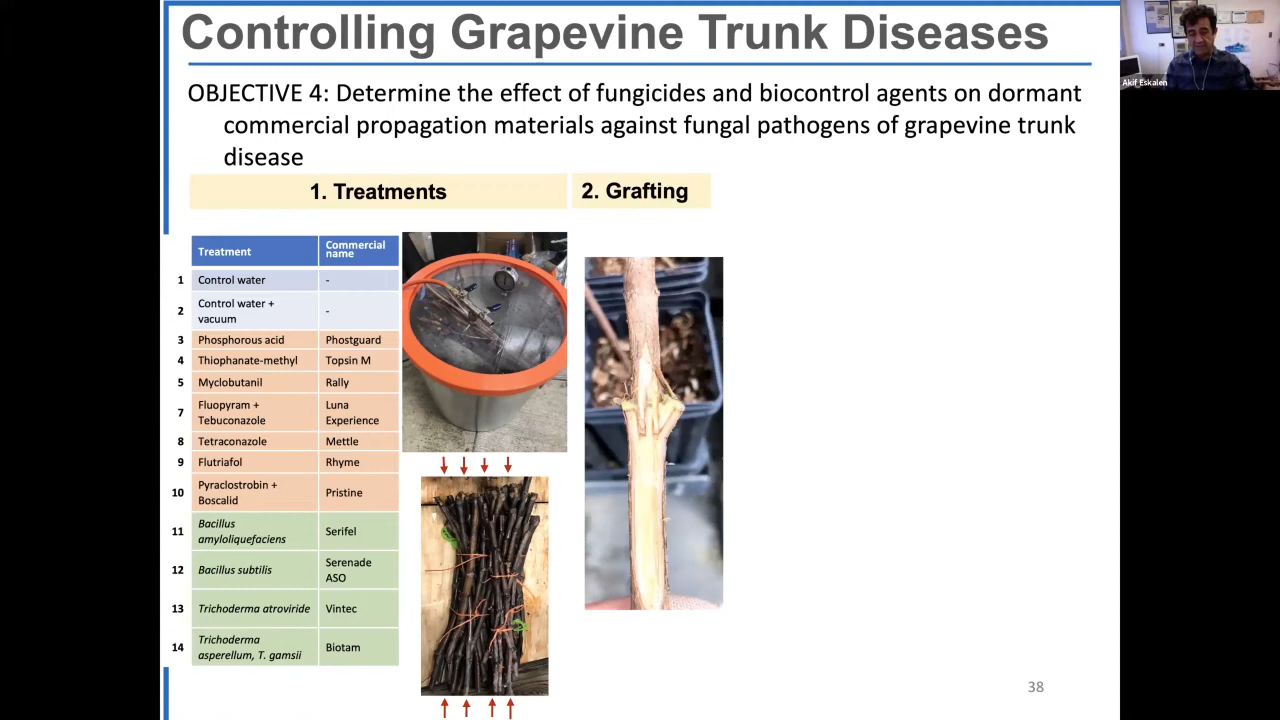 Controlling Grapevine Trunk Diseases
Akif Eskalen
OBJECTIVE 4: Determine the effect of fungicides and biocontrol agents on dormant
commercial propagation materials against fungal pathogens of grapevine trunk
disease
1. Treatments
2. Grafting
Treatment
Commercial
name
1 Control water -
2 Control water +
vacuum -
3 Phosphorous acid Postguard
4 Thiophanate-methyl Topsin M
5 Myclobutanil Rally
7 Fluopyram + Luna
Tebuconazole Experience
8 Tetraconazole Mettle
9 Flutriafol Rhyme
10 Pyraclostrobin +
Boscalid Pristine
11 Bacillus
amyloliquefaciens Serifel
12 Bacillus subtilis Serenade
ASO
13 Trichoderma atroviride Vintec
14 Trichoderma
asperellum, T. gamsii Biotam
38